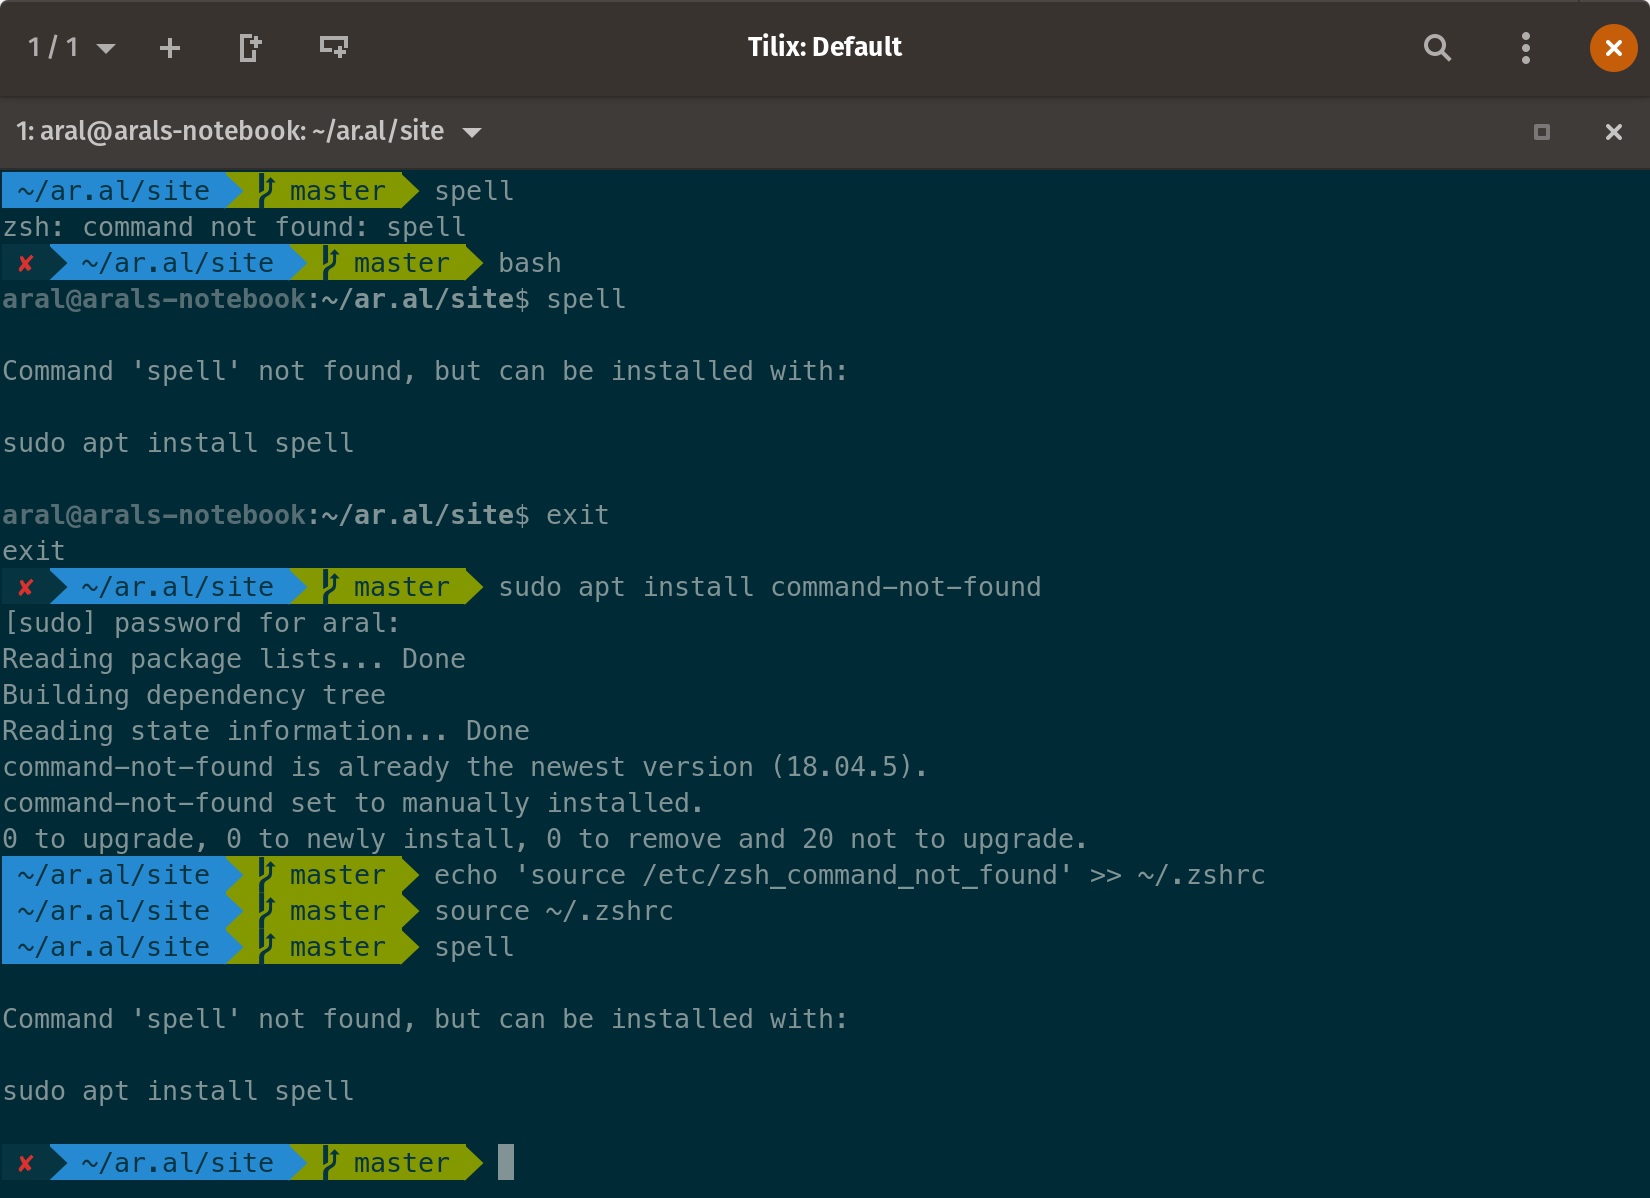 1 / 1
Tilix: Default
1: aral@arals-notebook: ~/ar.al/site
~/ar.al/site master spell
zsh: command not found: spell
✘ ~/ar.al/site master bash
aral@arals-notebook:~/ar.al/site$ spell
Command 'spell' not found, but can be installed with:
sudo apt install spell
aral@arals-notebook:~/ar.al/site$ exit
exit
✘ ~/ar.al/site master sudo apt install command-not-found
[sudo] password for aral:
Reading package lists... Done
Building dependency tree
Reading state information... Done
command-not-found is already the newest version (18.04.5).
command-not-found set to manually installed.
0 to upgrade, 0 to newly install, 0 to remove and 20 not to upgrade.
~/ar.al/site master echo 'source /etc/zsh_command_not_found' >> ~/.zshrc
~/ar.al/site master source ~/.zshrc
~/ar.al/site master spell
Command 'spell' not found, but can be installed with:
sudo apt install spell
✘ ~/ar.al/site master